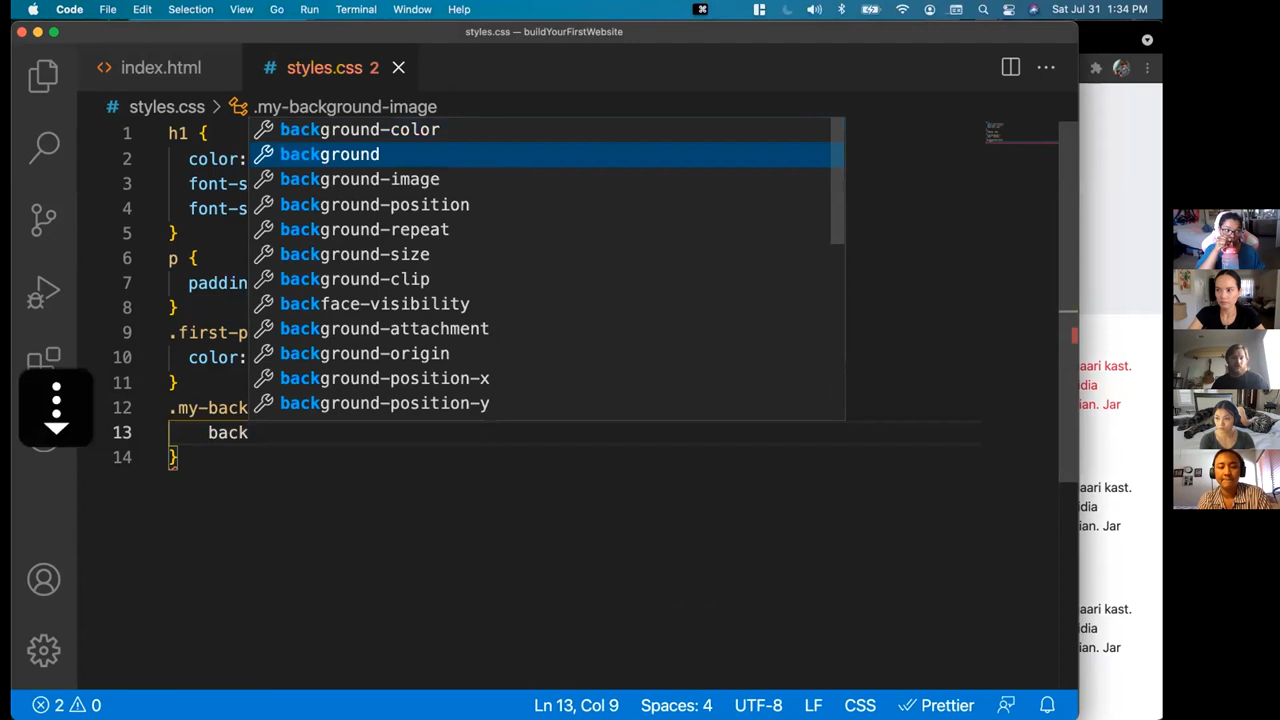 Code File Edit Selection View Go Run Terminal Window Help Sat Jul 31 1:34 PM
styles.css — buildYourFirstWebsite
<> index.html # styles.css 2
# styles.css > .my-background-image
1 h1 {
2 color:
3 font-s
4 font-s
5 }
6 p {
7 paddin
8 }
9 .first-p
10 color:
11 }
12 .my-back
13 back
14 }
background-color
background
background-image
background-position
background-repeat
background-size
background-clip
backface-visibility
background-attachment
background-origin
background-position-x
background-position-y
aari kast.
dia
ian. Jar
aari kast.
idia
ian. Jar
aari kast.
idia
ian. Jar
2 0 Ln 13, Col 9 Spaces: 4 UTF-8 LF CSS Prettier